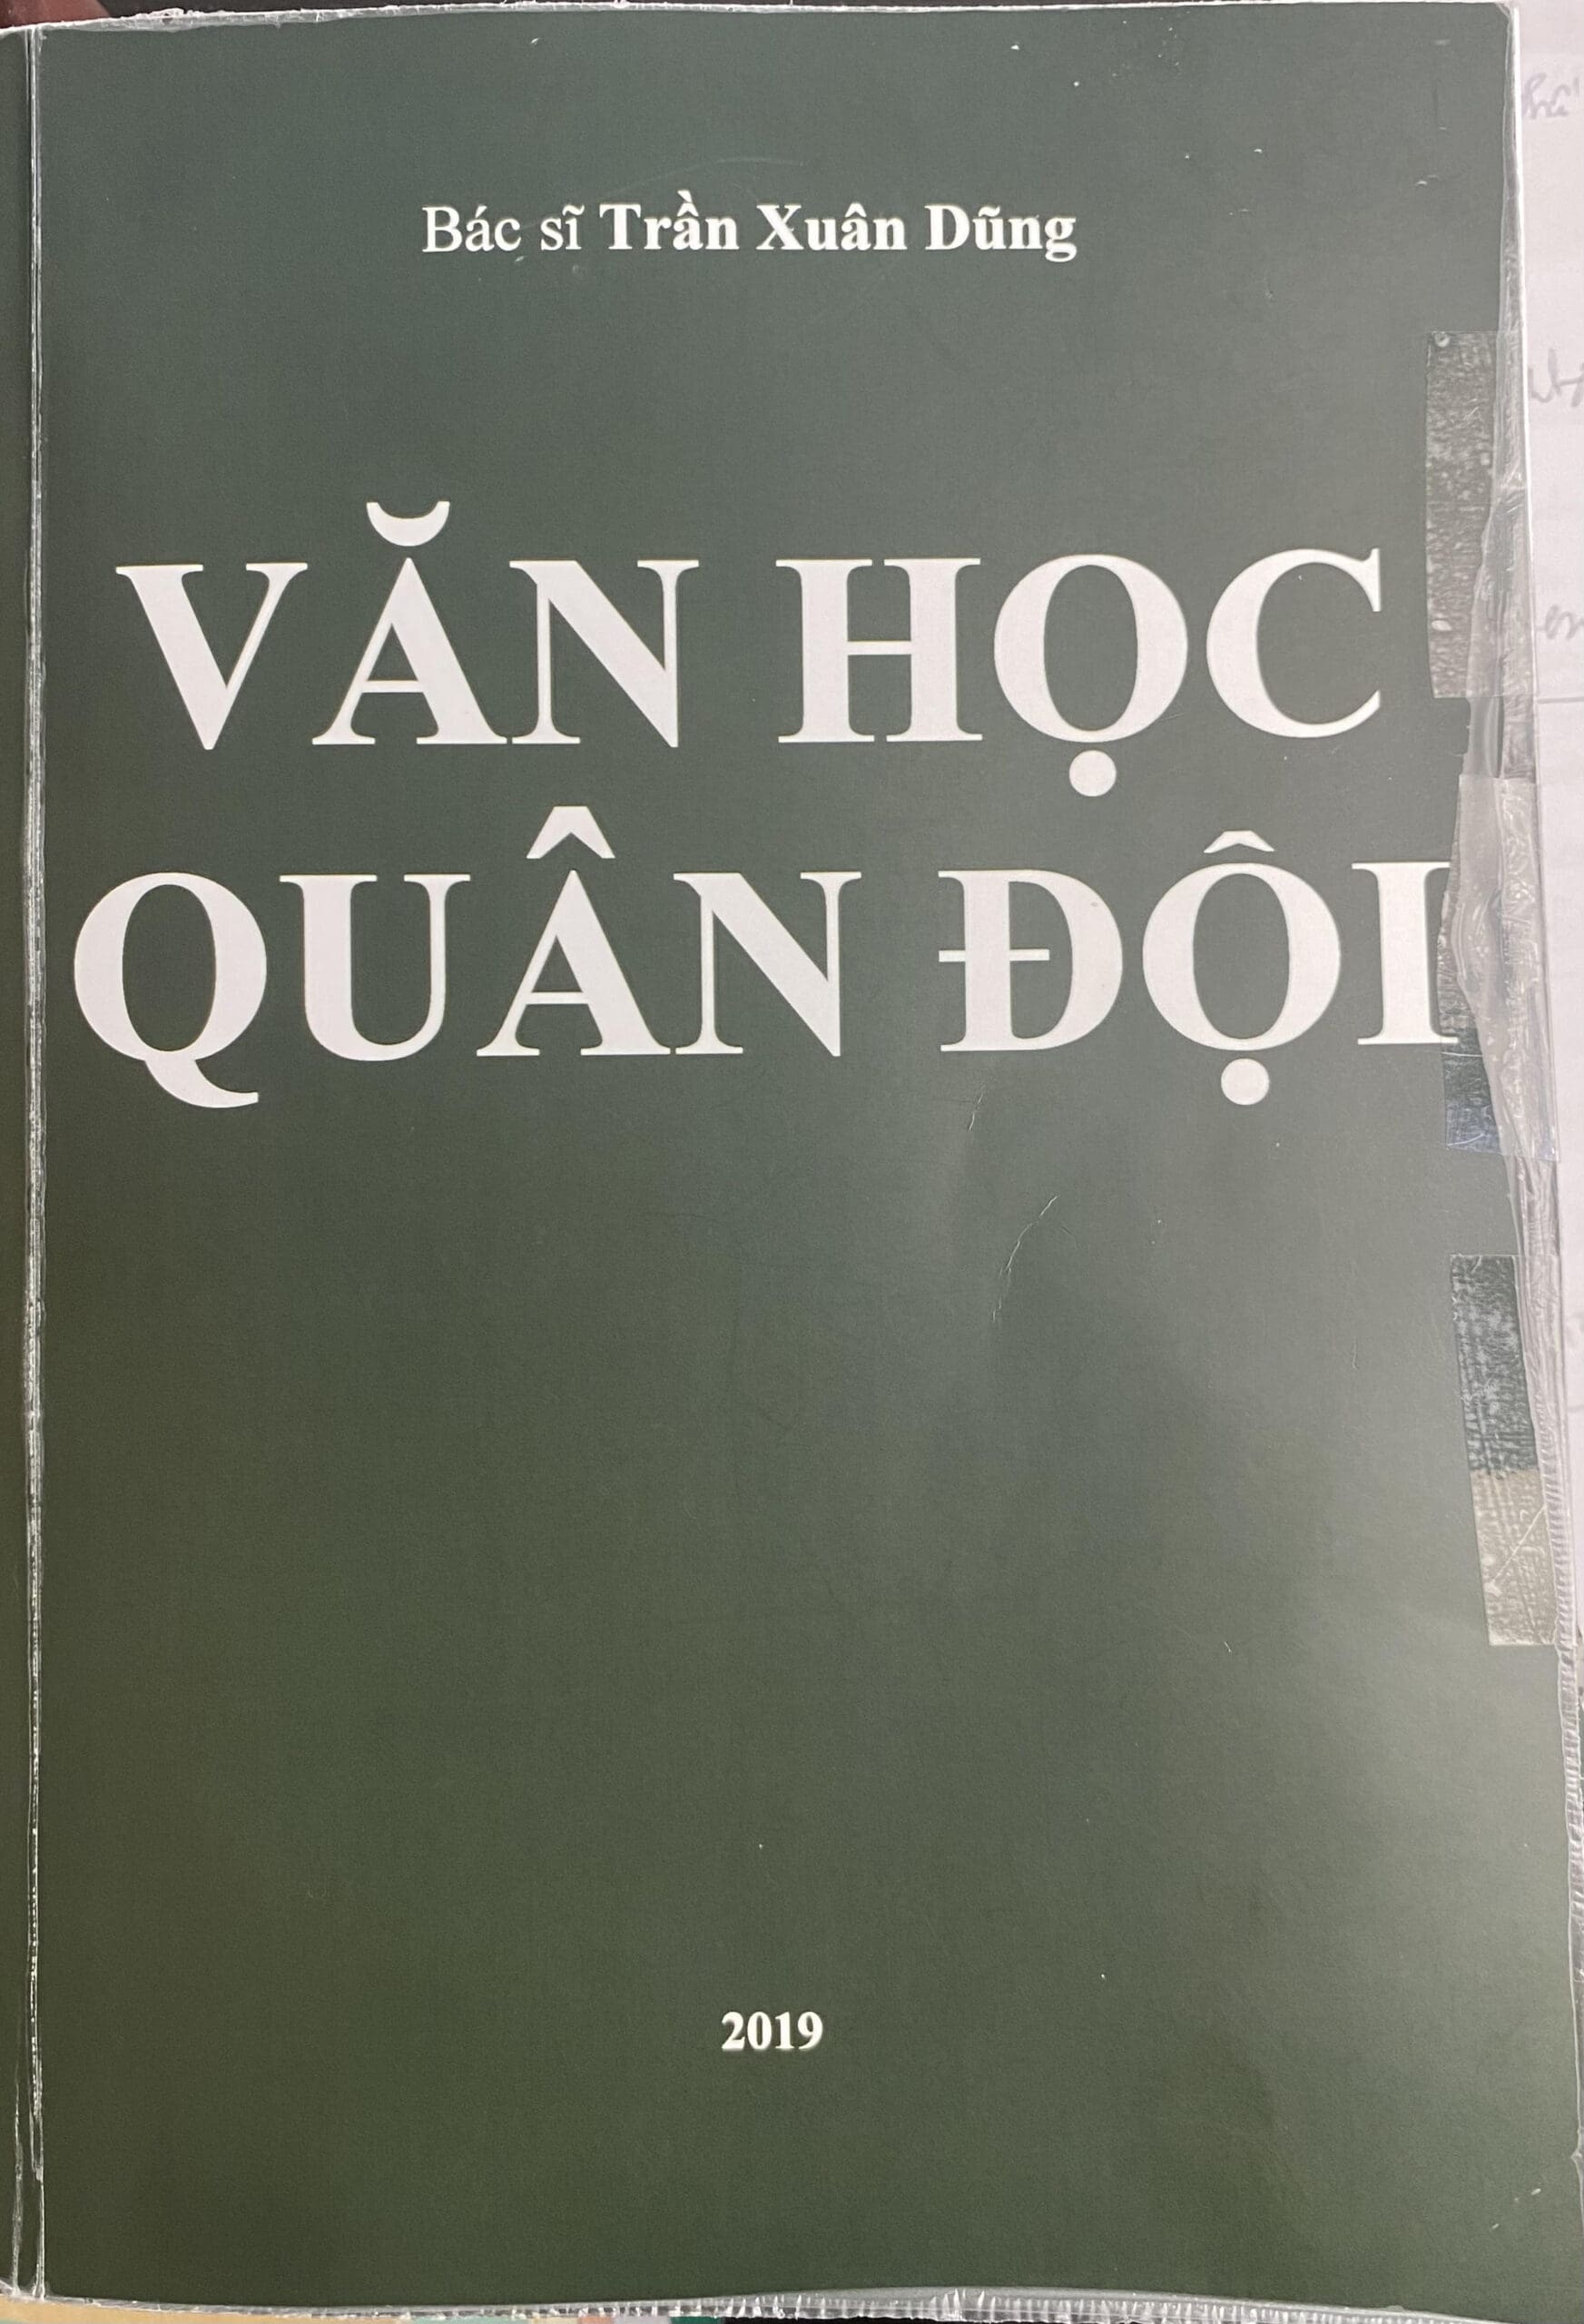 Bác sĩ Trần Xuân Dũng
VĂN HỌC
QUÂN ĐỘI
2019